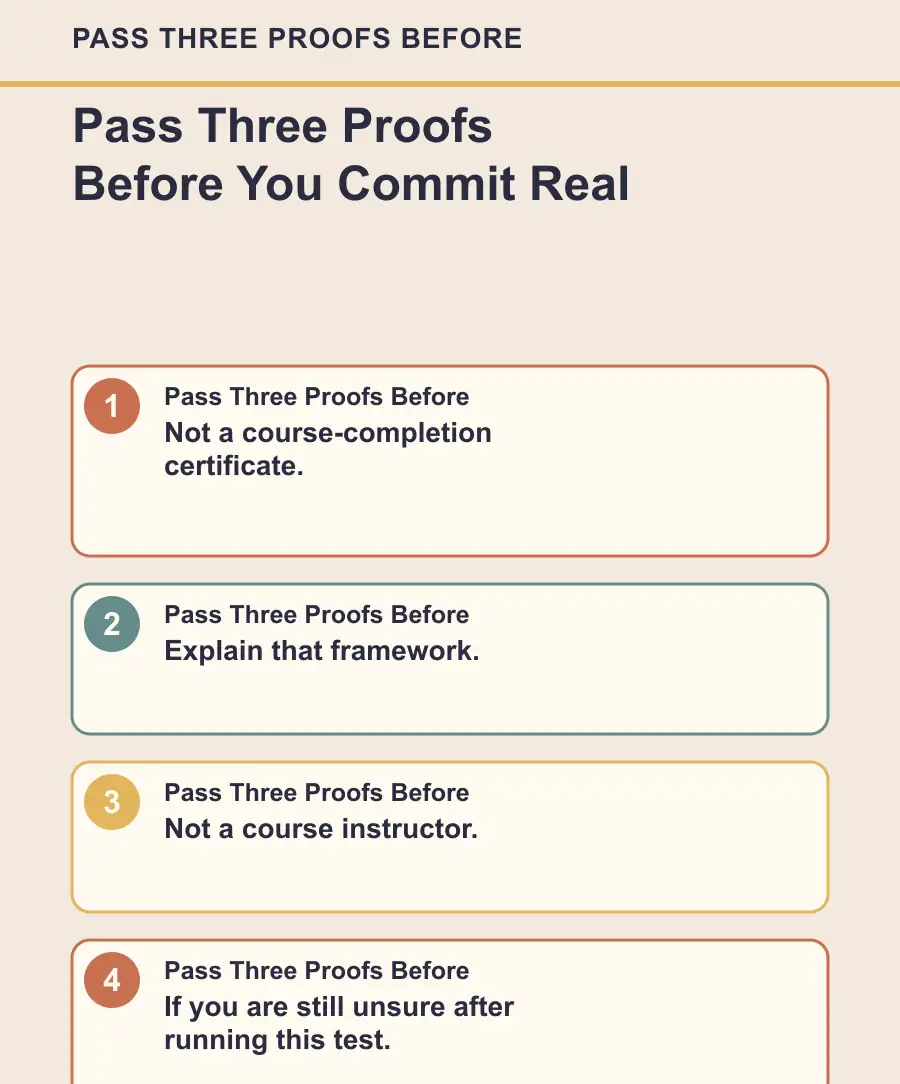 PASS THREE PROOFS BEFORE
Pass Three Proofs
Before You Commit Real
1
Pass Three Proofs Before
Not a course-completion
certificate.
2
Pass Three Proofs Before
Explain that framework.
3
Pass Three Proofs Before
Not a course instructor.
4
Pass Three Proofs Before
If you are still unsure after
running this test.